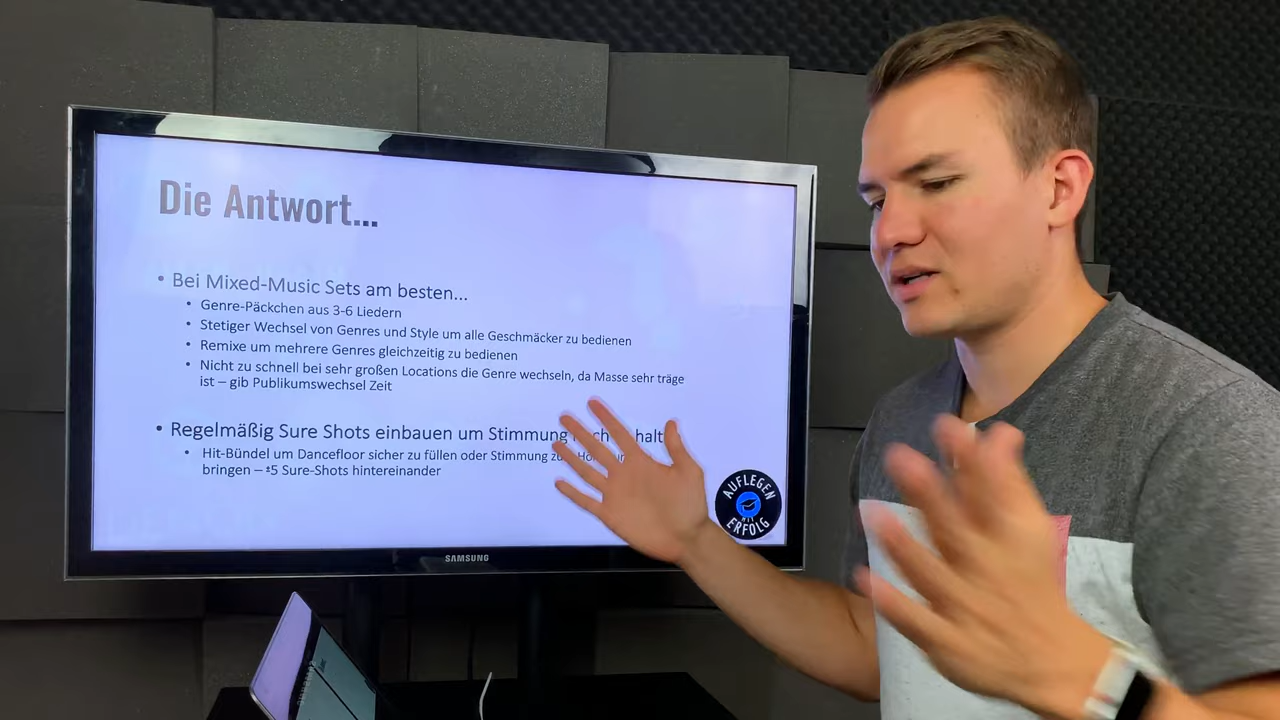 Die Antwort...
• Bei Mixed-Music Sets am besten...
• Genre-Päckchen aus 3-6 Liedern
• Stetiger Wechsel von Genres und Style um alle Geschmäcker zu bedienen
• Remixe um mehrere Genres gleichzeitig zu bedienen
• Nicht zu schnell bei sehr großen Locations die Genre wechseln, da Masse sehr träge
ist – gib Publikumswechsel Zeit
• Regelmäßig Sure Shots einbauen um Stimmung
• Hit-Bündel um Dancefloor sicher zu füllen oder Stimmung
bringen – 5 Sure-Shots hintereinander
AUFLEGEN
MIT
ERFOLG
SAMSUNG